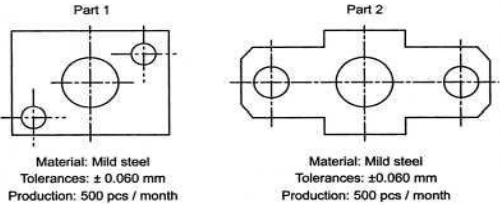 Part 1
Material: Mild steel
Tolerances: ± 0.060 mm
Production: 500 pcs / month
Part 2
Material: Mild steel
Tolerances: ±0.060 mm
Production: 500 pcs / month